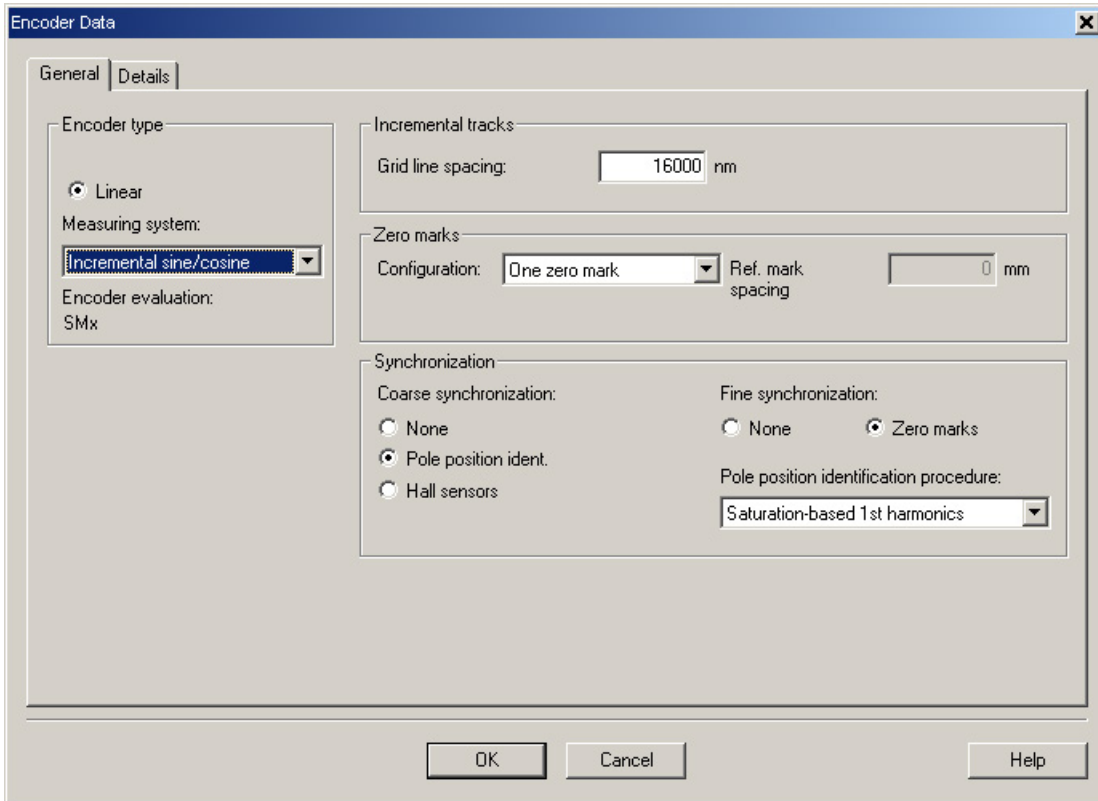 Encoder Data
General
Details
Encoder type
Linear
Measuring system:
Incremental sine/cosine
Encoder evaluation:
SMx
Incremental tracks
Grid line spacing: 16000 nm
Zero marks
Configuration: One zero mark
Ref. mark
spacing
0 mm
Synchronization
Coarse synchronization:
None
Pole position ident.
Hall sensors
Fine synchronization:
None
Zero marks
Pole position identification procedure:
Saturation-based 1st harmonics
OK
Cancel
Help